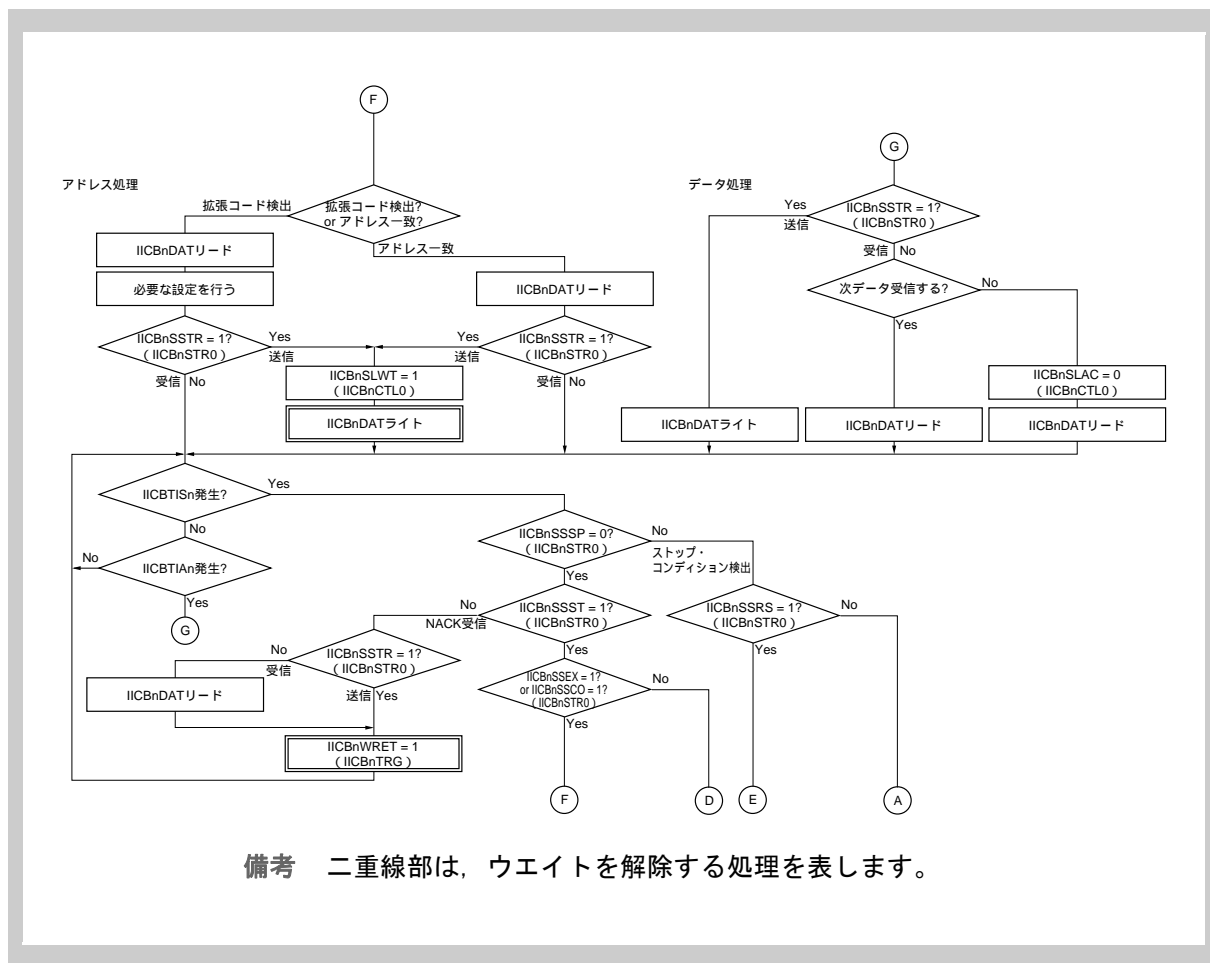 F
アドレス処理
拡張コード検出
拡張コード検出?
or アドレス一致?
アドレス一致
IICBnDATリード
必要な設定を行う
IICBnDATリード
IICBnSSTR = 1?
( IICBnSTR0 )
Yes
送信
受信
No
Yes
送信
IICBnSSTR = 1?
( IICBnSTR0 )
受信
No
IICBnSLWT = 1
( IICBnCTL0 )
IICBnDATライト
G
データ処理
Yes
送信
IICBnSSTR = 1?
( IICBnSTR0 )
受信
No
次データ受信する?
No
Yes
IICBnSLAC = 0
( IICBnCTL0 )
IICBnDATライト
IICBnDATリード
IICBnDATリード
IICBTISn発生?
Yes
No
No
IICBTIAn発生?
Yes
G
IICBnSSSP = 0?
( IICBnSTR0 )
No
ストップ・
コンディション検出
Yes
No
NACK受信
IICBnSSST = 1?
( IICBnSTR0 )
Yes
IICBnSSRS = 1?
( IICBnSTR0 )
No
Yes
No
受信
IICBnSSTR = 1?
( IICBnSTR0 )
送信
Yes
IICBnDATリード
IICBnSSEX = 1?
or IICBnSSCO = 1?
( IICBnSTR0 )
No
Yes
IICBnWRET = 1
( IICBnTRG )
F
D
E
A
備考 二重線部は，ウエイトを解除する処理を表します。